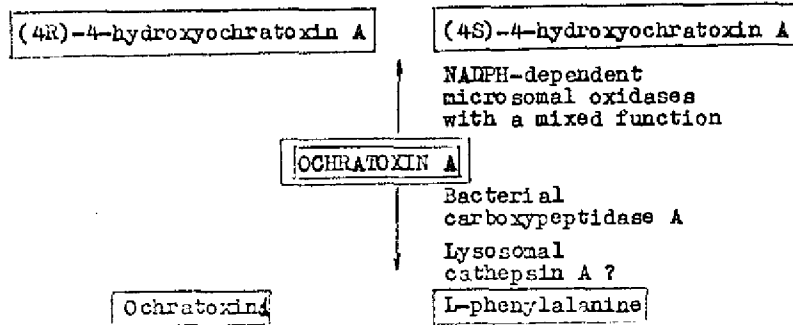 (4R)-4-hydroxyochratoxin A
(4S)-4-hydroxyochratoxin A
NADPH-dependent
microsomal oxidases
with a mixed function
OCHRATOXIN A
Bacterial
carboxypeptidase A
Lysosomal
cathepsin A ?
Ochratoxin
L-phenylalanine